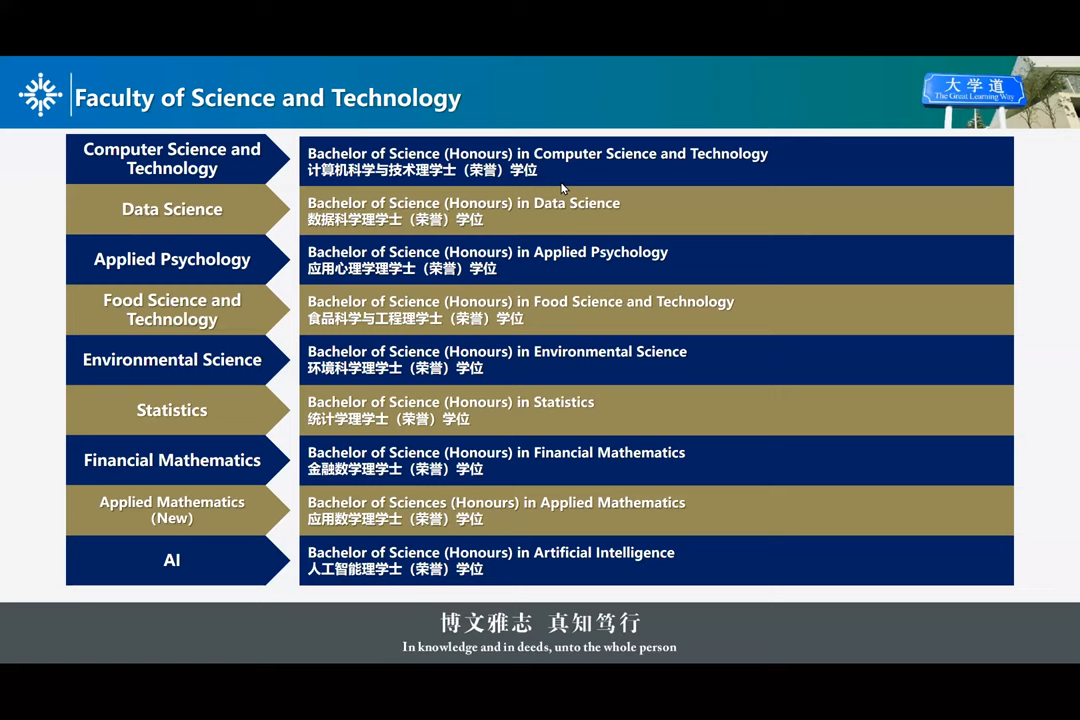 Faculty of Science and Technology
大学道
The Great Learning Way
Computer Science and
Technology
Bachelor of Science (Honours) in Computer Science and Technology
计算机科学与技术理学士（荣誉）学位
Data Science
Bachelor of Science (Honours) in Data Science
数据科学理学士（荣誉）学位
Applied Psychology
Bachelor of Science (Honours) in Applied Psychology
应用心理学理学士（荣誉）学位
Food Science and
Technology
Bachelor of Science (Honours) in Food Science and Technology
食品科学与工程理学士（荣誉）学位
Environmental Science
Bachelor of Science (Honours) in Environmental Science
环境科学理学士（荣誉）学位
Statistics
Bachelor of Science (Honours) in Statistics
统计学理学士（荣誉）学位
Financial Mathematics
Bachelor of Science (Honours) in Financial Mathematics
金融数学理学士（荣誉）学位
Applied Mathematics
(New)
Bachelor of Sciences (Honours) in Applied Mathematics
应用数学理学士（荣誉）学位
AI
Bachelor of Science (Honours) in Artificial Intelligence
人工智能理学士（荣誉）学位
博文雅志 真知笃行
In knowledge and in deeds, unto the whole person